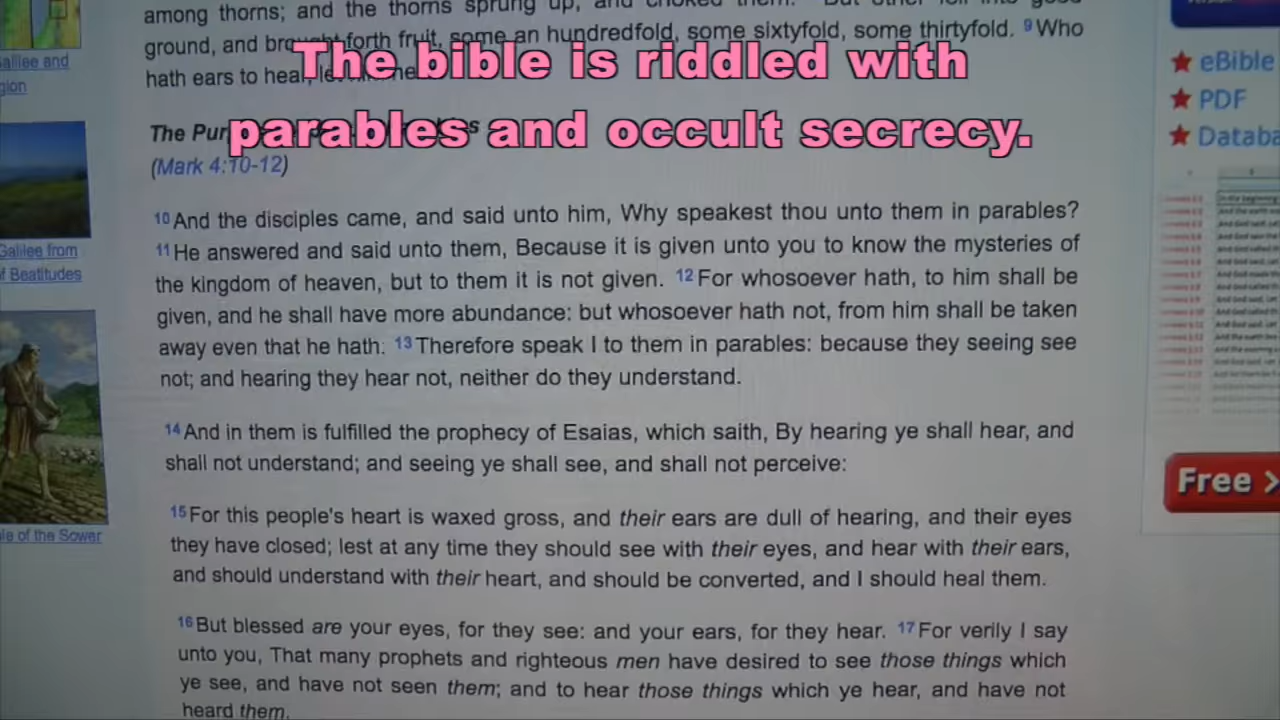 among thorns; and the thorns sprung up, and choked them.
ground, and brought forth fruit, some an hundredfold, some sixtyfold, some thirtyfold. 9 Who
hath ears to hear, let
The bible is riddled with
parables and occult secrecy.
The
(Mark 4:10-12)
10 And the disciples came, and said unto him, Why speakest thou unto them in parables?
11 He answered and said unto them, Because it is given unto you to know the mysteries of
the kingdom of heaven, but to them it is not given. 12 For whosoever hath, to him shall be
given, and he shall have more abundance: but whosoever hath not, from him shall be taken
away even that he hath. 13 Therefore speak I to them in parables: because they seeing see
not; and hearing they hear not, neither do they understand.
14 And in them is fulfilled the prophecy of Esaias, which saith, By hearing ye shall hear, and
shall not understand; and seeing ye shall see, and shall not perceive:
15 For this people's heart is waxed gross, and their ears are dull of hearing, and their eyes
they have closed; lest at any time they should see with their eyes, and hear with their ears,
and should understand with their heart, and should be converted, and I should heal them.
16 But blessed are your eyes, for they see: and your ears, for they hear. 17 For verily I say
unto you, That many prophets and righteous men have desired to see those things which
ye see, and have not seen them; and to hear those things which ye hear, and have not
heard them.
Galilee and
gion
Galilee from
f Beatitudes
le of the Sower
eBible
PDF
Databa
Free >